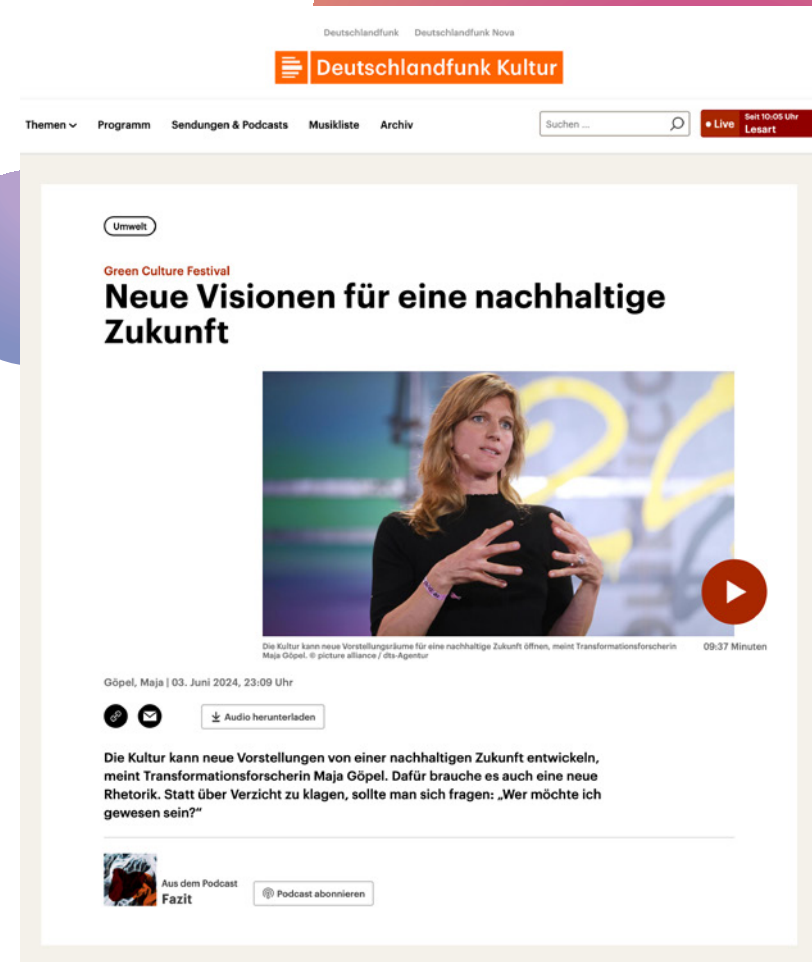 Deutschlandfunk Deutschlandfunk Nova
Deutschlandfunk Kultur
Themen Programm Sendungen & Podcasts Musikliste Archiv
Suchen ...
Live
Seit 10:05 Uhr
Lesart
Umwelt
Green Culture Festival
Neue Visionen für eine nachhaltige
Zukunft
Die Kultur kann neue Vorstellungsräume für eine nachhaltige Zukunft öffnen, meint Transformationsforscherin
Maja Göpel. © picture alliance / dts-Agentur
09:37 Minuten
Göpel, Maja | 03. Juni 2024, 23:09 Uhr
Audio herunterladen
Die Kultur kann neue Vorstellungen von einer nachhaltigen Zukunft entwickeln,
meint Transformationsforscherin Maja Göpel. Dafür brauche es auch eine neue
Rhetorik. Statt über Verzicht zu klagen, sollte man sich fragen: „Wer möchte ich
gewesen sein?“
Aus dem Podcast
Fazit
Podcast abonnieren